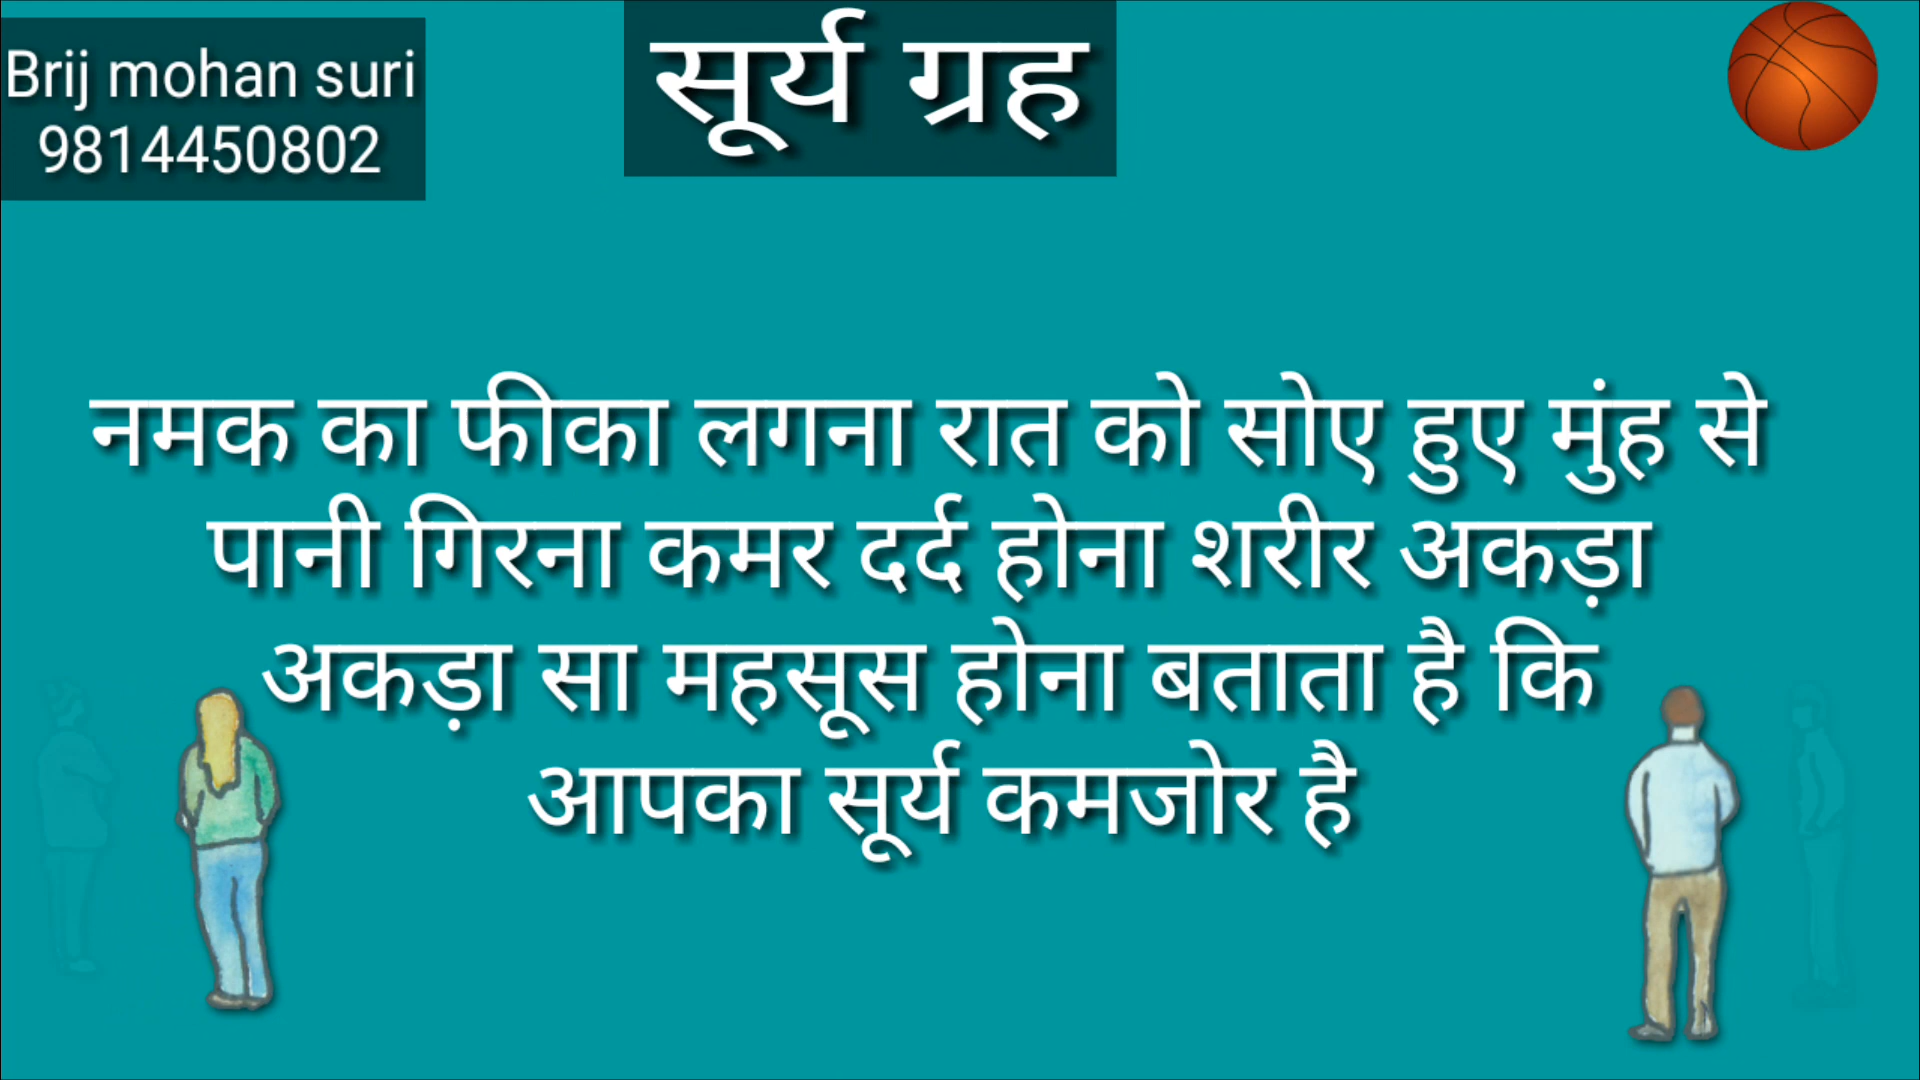 Brij mohan suri
9814450802
सूर्य ग्रह
नमक का फीका लगना रात को सोए हुए मुंह से
पानी गिरना कमर दर्द होना शरीर अकड़ा
अकड़ा सा महसूस होना बताता है कि
आपका सूर्य कमजोर है